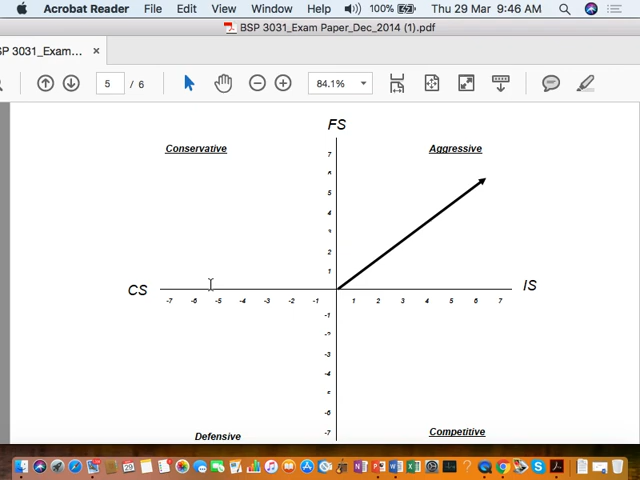 Acrobat Reader File Edit View Window Help 100% Thu 29 Mar 9:46 AM
BSP 3031_Exam Paper_Dec_2014 (1).pdf
SP 3031_Exam... ×
5 / 6 84.1%
FS
Conservative Aggressive
7
6
5
4
3
2
1
CS IS
-7 -6 -5 -4 -3 -2 -1 1 2 3 4 5 6 7
-1
-2
-3
-4
-5
-6
-7
Defensive Competitive